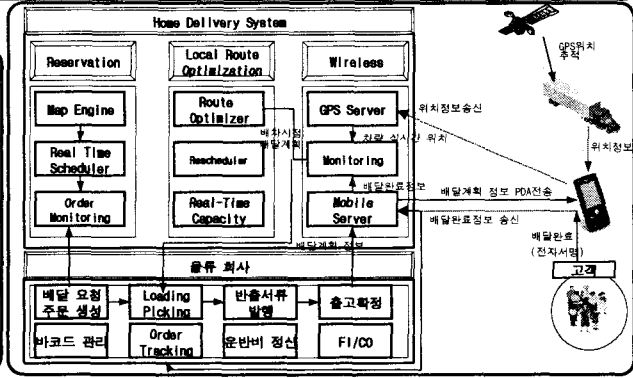 Home Delivery System
Reservation
Local Route
Optimization
Wireless
Map Engine
Real Time
Scheduler
Order
Monitoring
Route
Optimizer
Rescheduler
Real-Time
Capacity
GPS Server
Monitoring
Mobile
Server
배차시점
배달계획
차량 실시간 위치
배달완료정보
배달계획 정보
GPS위치
추적
위치정보송신
위치정보
배달계획 정보 PDA전송
배달완료정보 송신
배달완료
(전자서명)
고객
물류 회사
배달 요청
주문 생성
Loading
Picking
반출서류
발행
출고확정
바코드 관리
Order
Tracking
운반비 정산
FI/CO